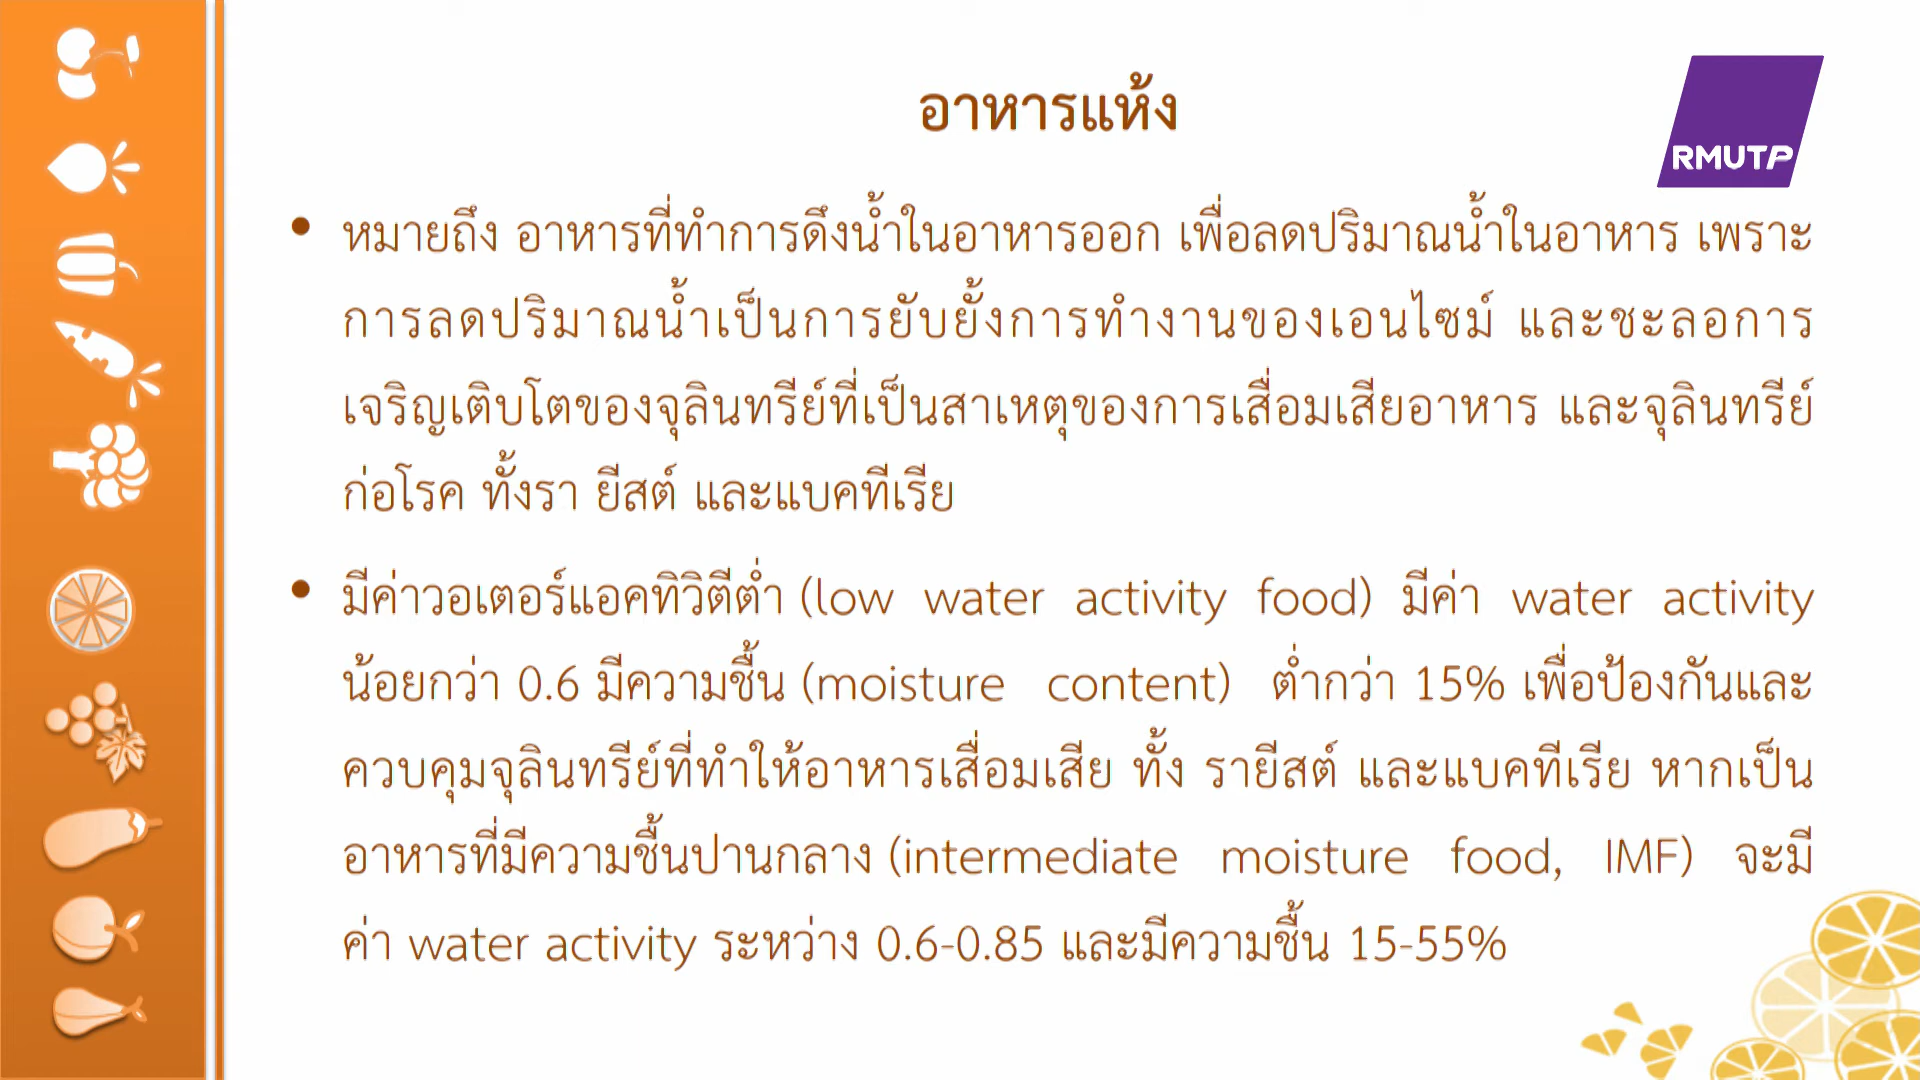 อาหารแห้ง
RMUTP
• หมายถึง อาหารที่ทำการดึงน้ำในอาหารออก เพื่อลดปริมาณน้ำในอาหาร เพราะ
การลดปริมาณน้ำเป็นการยับยั้งการทำงานของเอนไซม์ และชะลอการ
เจริญเติบโตของจุลินทรีย์ที่เป็นสาเหตุของการเสื่อมเสียอาหาร และจุลินทรีย์
ก่อโรค ทั้งรา ยีสต์ และแบคทีเรีย
• มีค่าวอเตอร์แอคทิวิตีต่ำ (low water activity food) มีค่า water activity
น้อยกว่า 0.6 มีความชื้น (moisture content) ต่ำกว่า 15% เพื่อป้องกันและ
ควบคุมจุลินทรีย์ที่ทำให้อาหารเสื่อมเสีย ทั้ง รายีสต์ และแบคทีเรีย หากเป็น
อาหารที่มีความชื้นปานกลาง (intermediate moisture food, IMF) จะมี
ค่า water activity ระหว่าง 0.6-0.85 และมีความชื้น 15-55%